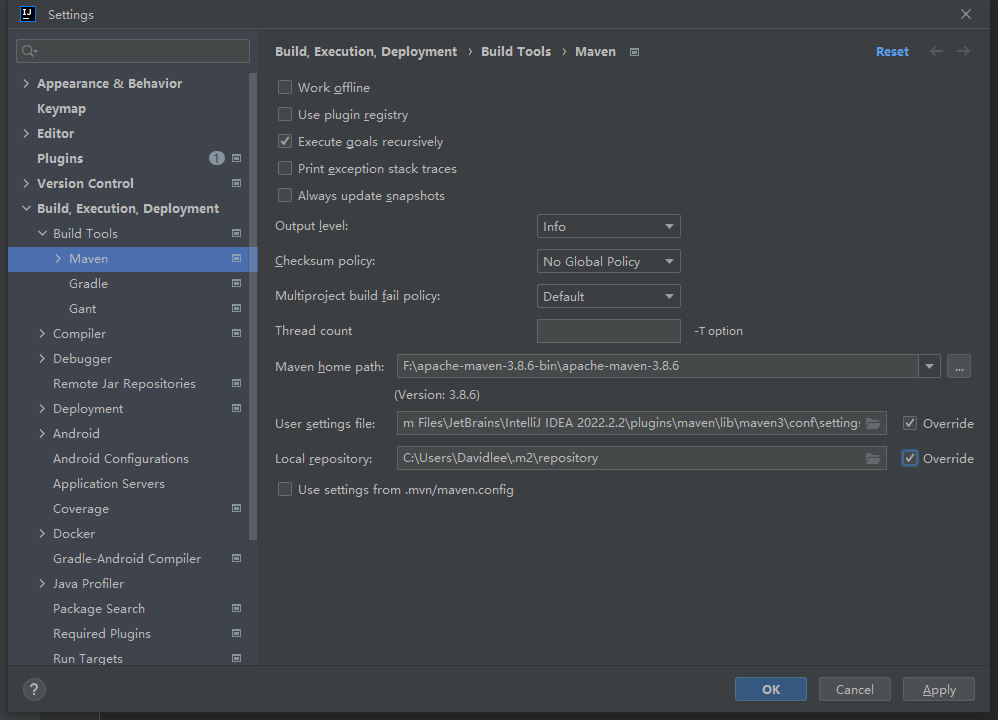 Settings
Build, Execution, Deployment › Build Tools › Maven
Reset
Appearance & Behavior
Keymap
Editor
Plugins 1
Version Control
Build, Execution, Deployment
Build Tools
Maven
Gradle
Gant
Compiler
Debugger
Remote Jar Repositories
Deployment
Android
Android Configurations
Application Servers
Coverage
Docker
Gradle-Android Compiler
Java Profiler
Package Search
Required Plugins
Run Targets
Work offline
Use plugin registry
Execute goals recursively
Print exception stack traces
Always update snapshots
Output level: Info
Checksum policy: No Global Policy
Multiproject build fail policy: Default
Thread count -T option
Maven home path: F:\apache-maven-3.8.6-bin\apache-maven-3.8.6 ...
(Version: 3.8.6)
User settings file: m Files\JetBrains\IntelliJ IDEA 2022.2.2\plugins\maven\lib\maven3\conf\settings Override
Local repository: C:\Users\Davidlee\.m2\repository Override
Use settings from .mvn/maven.config
? OK Cancel Apply